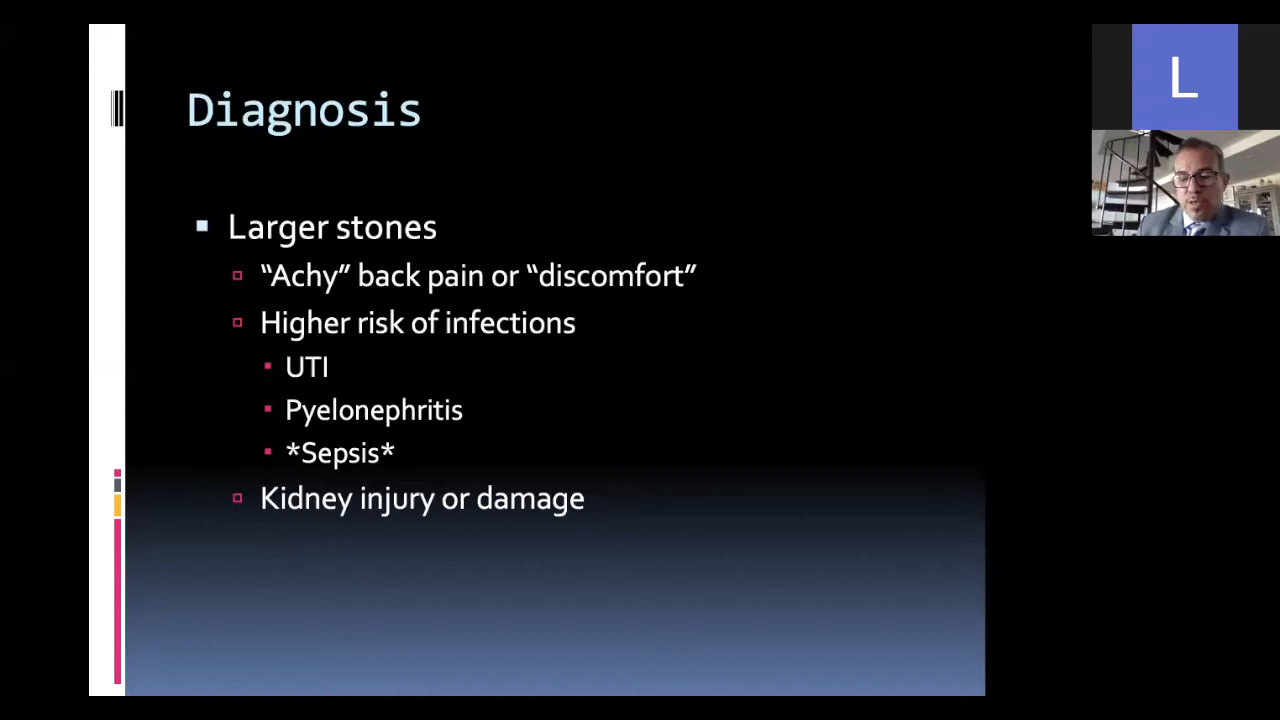 Diagnosis
Larger stones
“Achy” back pain or “discomfort”
Higher risk of infections
UTI
Pyelonephritis
*Sepsis*
Kidney injury or damage
L